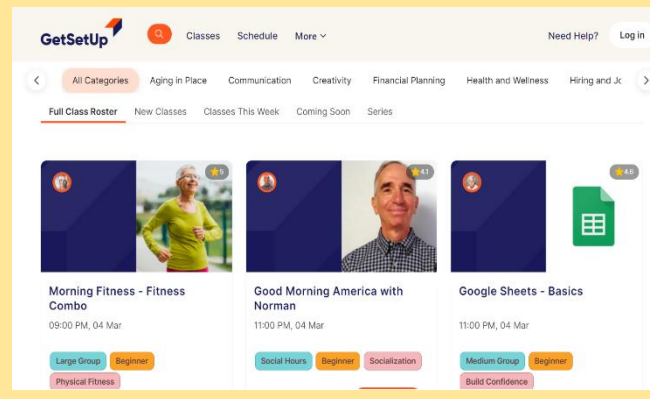 GetSetUp
Classes Schedule More
Need Help? Log in
All Categories Aging in Place Communication Creativity Financial Planning Health and Wellness Hiring and Jc
Full Class Roster New Classes Classes This Week Coming Soon Series
5
4.1
4.6
Morning Fitness - Fitness
Combo
09:00 PM, 04 Mar
Large Group Beginner
Physical Fitness
Good Morning America with
Norman
11:00 PM, 04 Mar
Social Hours Beginner Socialization
Google Sheets - Basics
11:00 PM, 04 Mar
Medium Group Beginner
Build Confidence